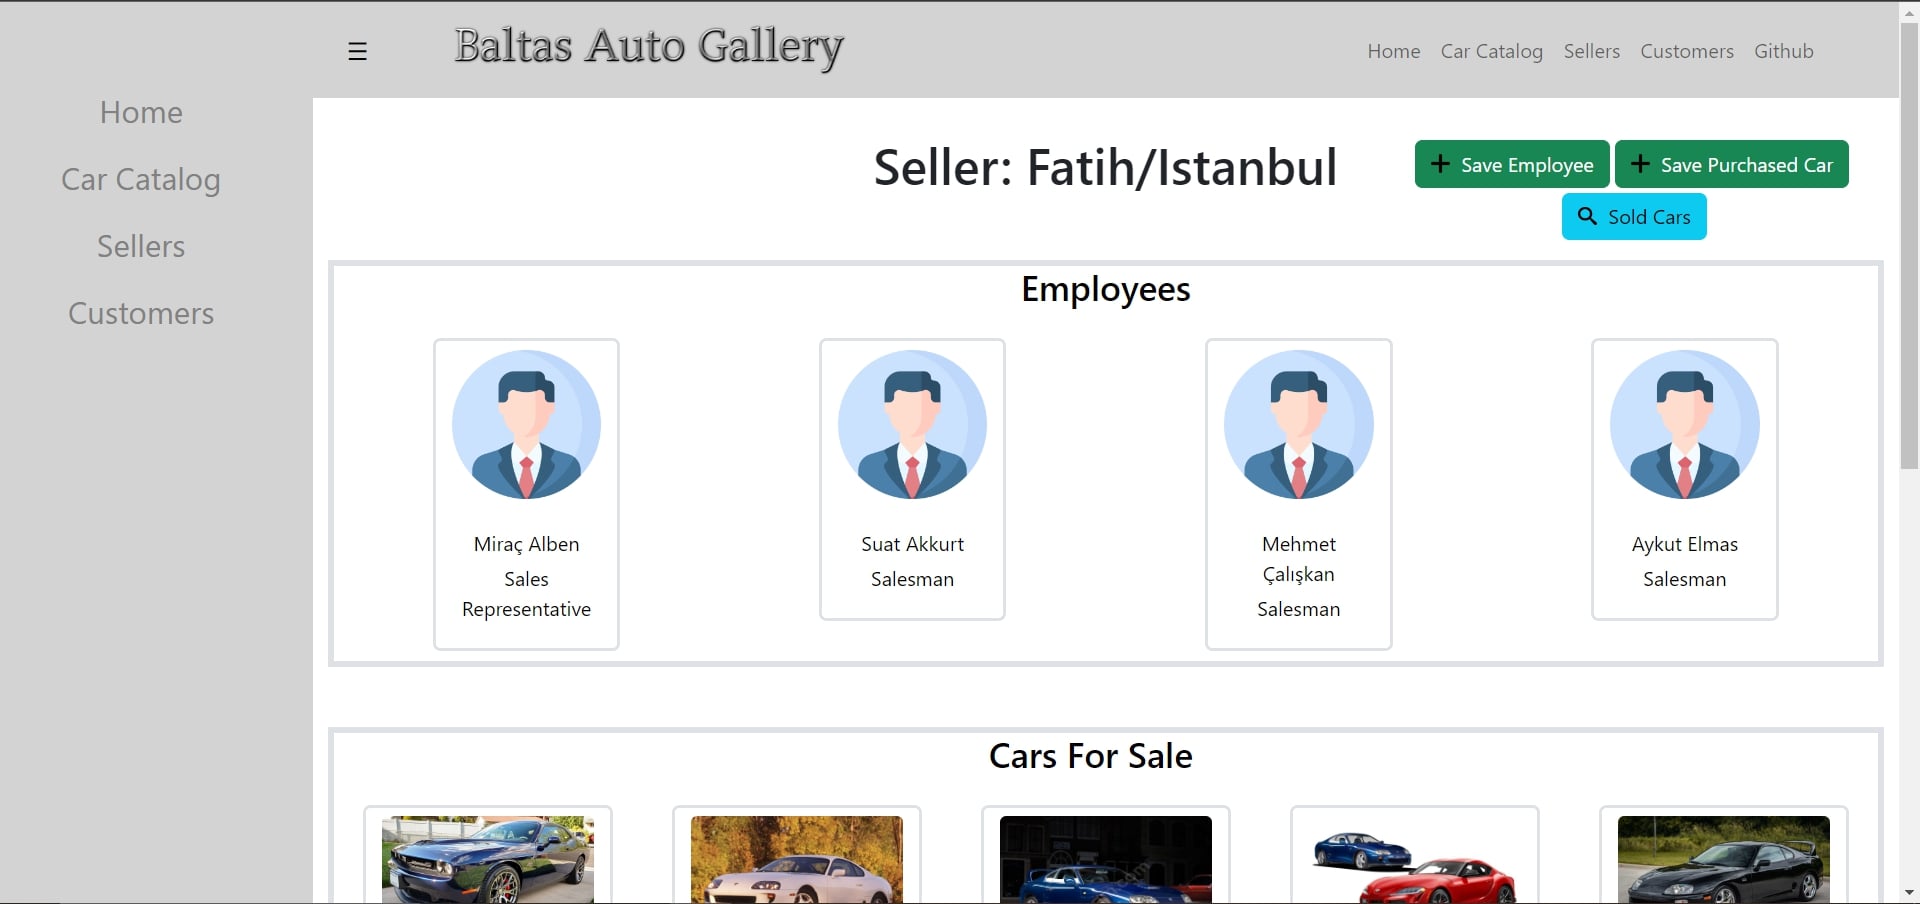 Baltas Auto Gallery
Home Car Catalog Sellers Customers Github
Home
Car Catalog
Sellers
Customers
Seller: Fatih/Istanbul
Save Employee
Save Purchased Car
Sold Cars
Employees
Miraç Alben
Sales
Representative
Suat Akkurt
Salesman
Mehmet
Çalışkan
Salesman
Aykut Elmas
Salesman
Cars For Sale